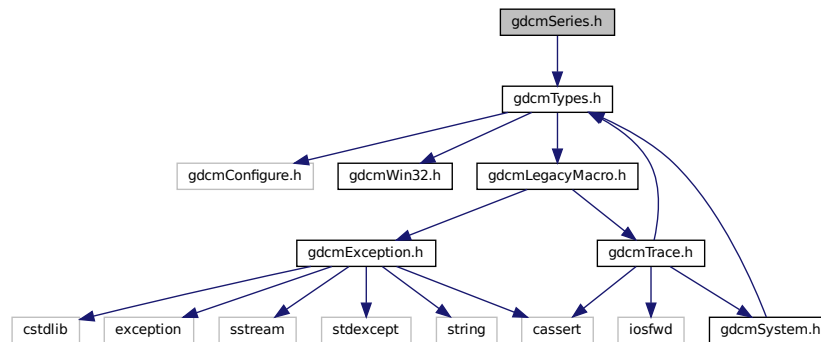 gdcmSeries.h
gdcmTypes.h
gdcmConfigure.h
gdcmWin32.h
gdcmLegacyMacro.h
gdcmException.h
gdcmTrace.h
cstdlib
exception
sstream
stdexcept
string
cassert
iosfwd
gdcmSystem.h